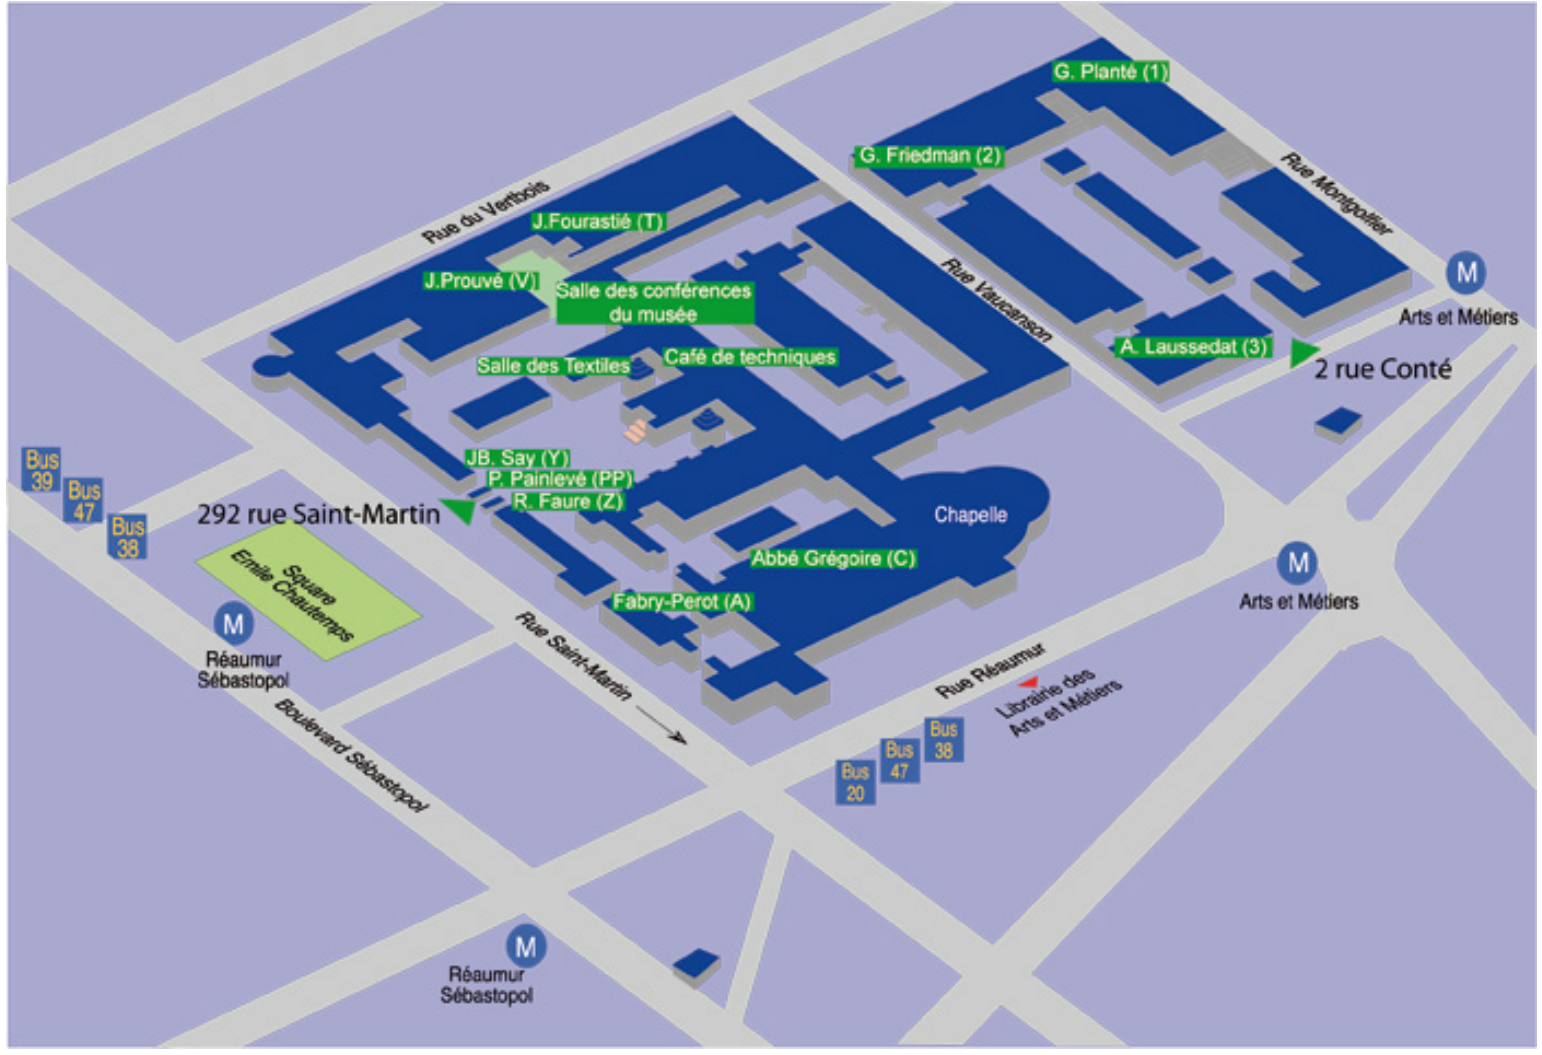 G. Planté (1)
G. Friedman (2)
Rue Montgolfier
Rue du Vertbois
J.Fourastié (T)
J.Prouvé (V)
Salle des conférences
du musée
Rue Vaucanson
M
Arts et Métiers
A. Laussedat (3)
2 rue Conté
Salle des Textiles
Café de techniques
Bus
39
Bus
47
Bus
38
JB. Say (Y)
P. Painlevé (PP)
R. Faure (Z)
292 rue Saint-Martin
Chapelle
Square
Emile Chautemps
Abbé Grégoire (C)
Fabry-Perot (A)
M
Arts et Métiers
M
Réaumur
Sébastopol
Rue Saint-Martin
Rue Réaumur
Librairie des
Arts et Métiers
Boulevard Sébastopol
Bus
38
Bus
47
Bus
20
M
Réaumur
Sébastopol